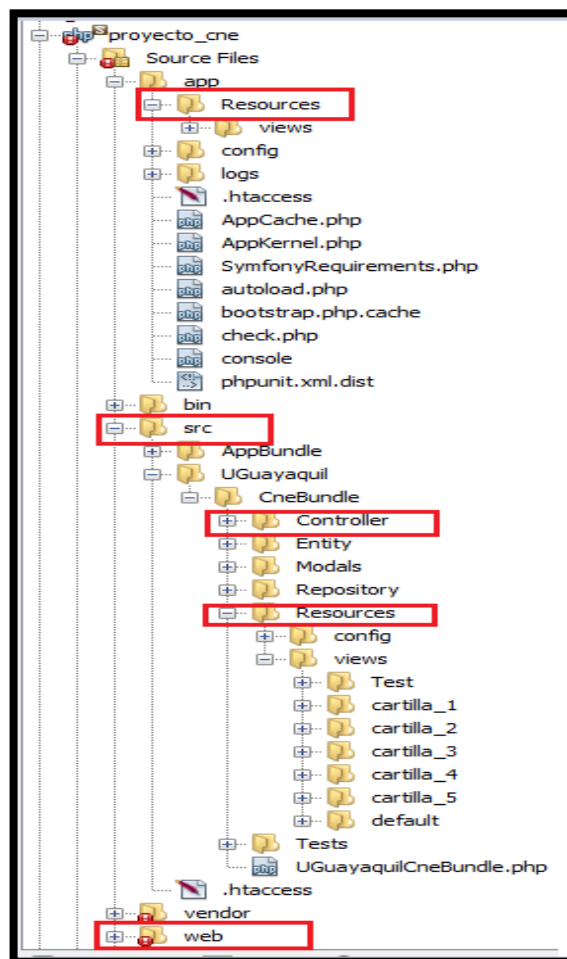 proyecto_cne
Source Files
app
Resources
views
config
logs
.htaccess
AppCache.php
AppKernel.php
SymfonyRequirements.php
autoload.php
bootstrap.php.cache
check.php
console
phpunit.xml.dist
bin
src
AppBundle
UGuayaquil
CneBundle
Controller
Entity
Modals
Repository
Resources
config
views
Test
cartilla_1
cartilla_2
cartilla_3
cartilla_4
cartilla_5
default
Tests
UGuayaquilCneBundle.php
.htaccess
vendor
web